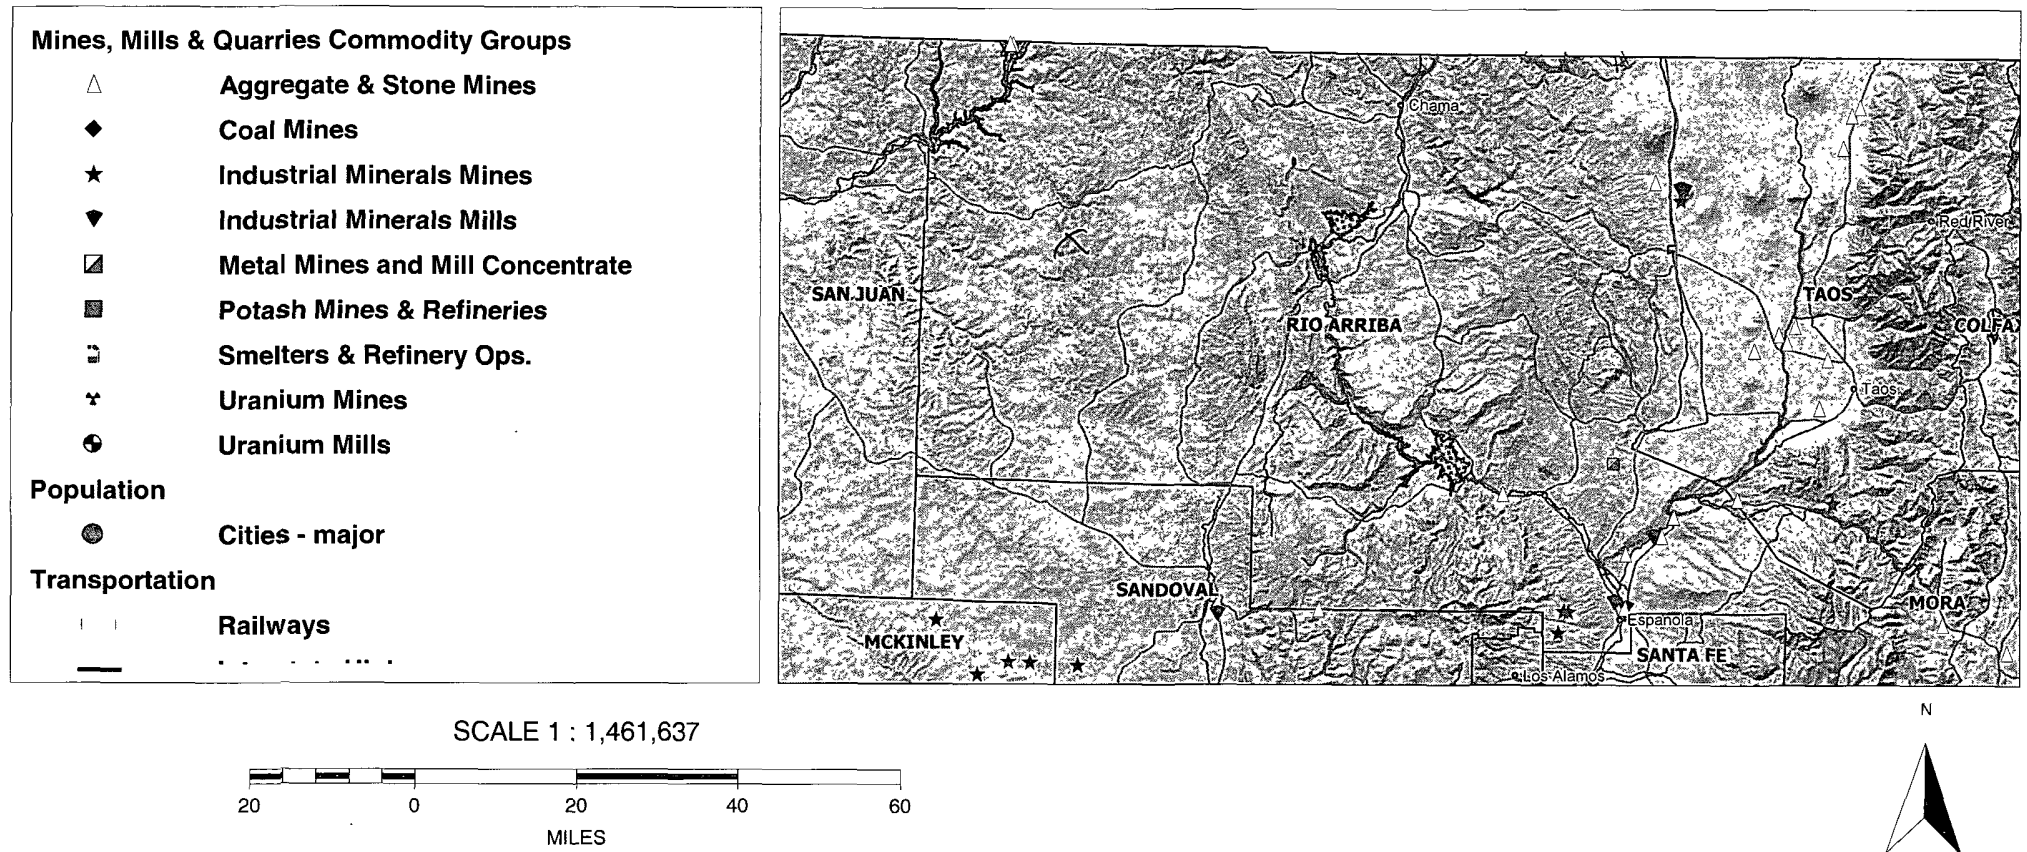 Mines, Mills & Quarries Commodity Groups
Aggregate & Stone Mines
Coal Mines
Industrial Minerals Mines
Industrial Minerals Mills
Metal Mines and Mill Concentrate
Potash Mines & Refineries
Smelters & Refinery Ops.
Uranium Mines
Uranium Mills
Population
Cities - major
Transportation
Railways
Chama
Red River
SAN JUAN
TAOS
RIO ARRIBA
COLFAX
Taos
SANDOVAL
MORA
Espanola
MCKINLEY
SANTA FE
Los Alamos
SCALE 1 : 1,461,637
20 0 20 40 60
MILES
N